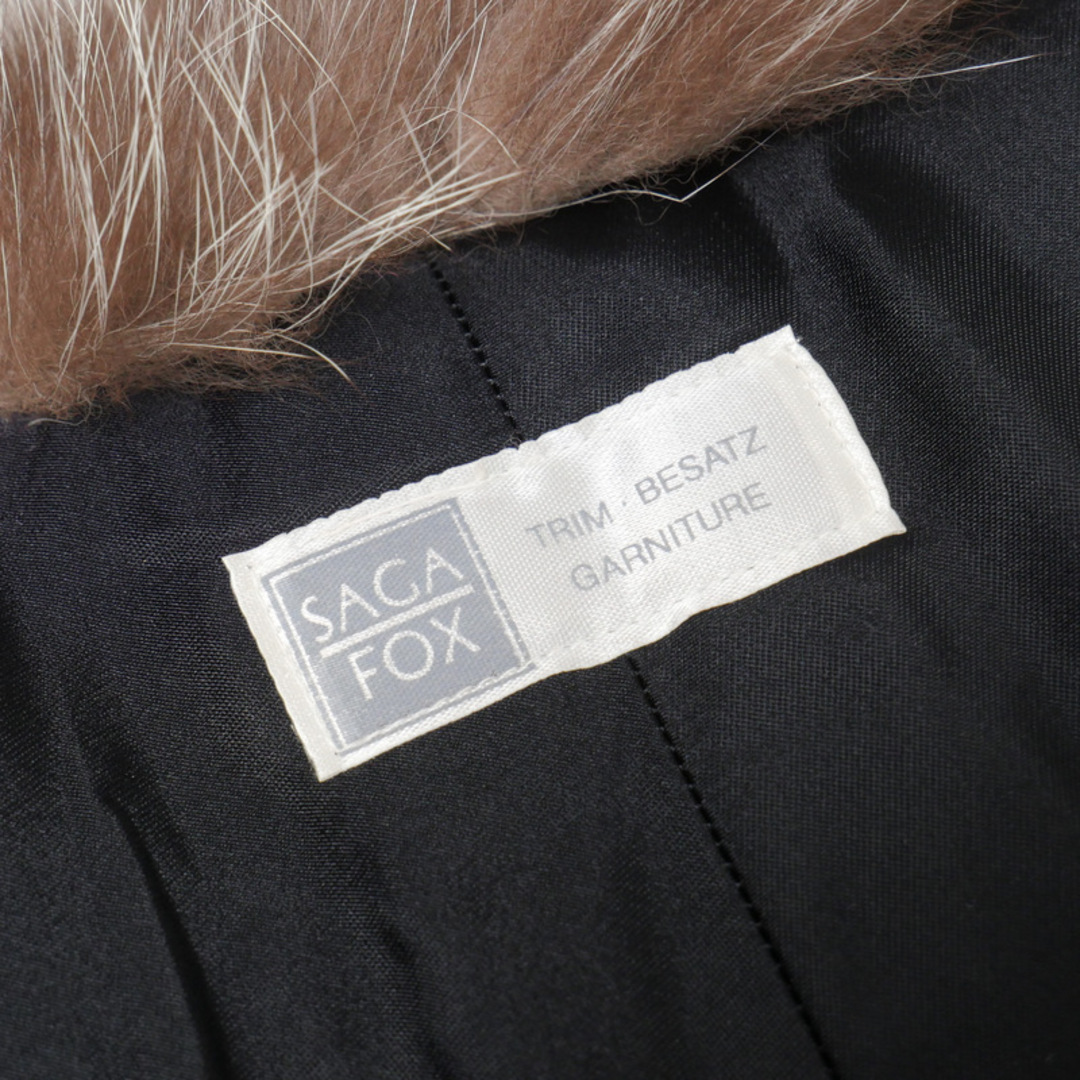 SAGA
FOX
TRIM · BESATZ
GARNITURE